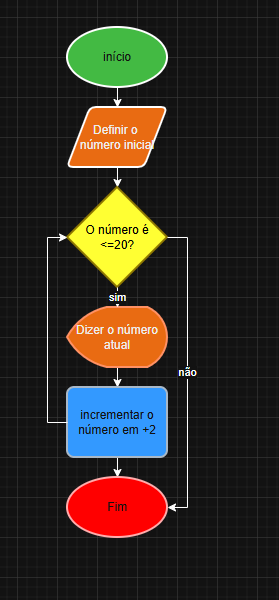 início
Definir o
número inicial
O número é
<=20?
sim
Dizer o número
atual
não
incrementar o
número em +2
Fim